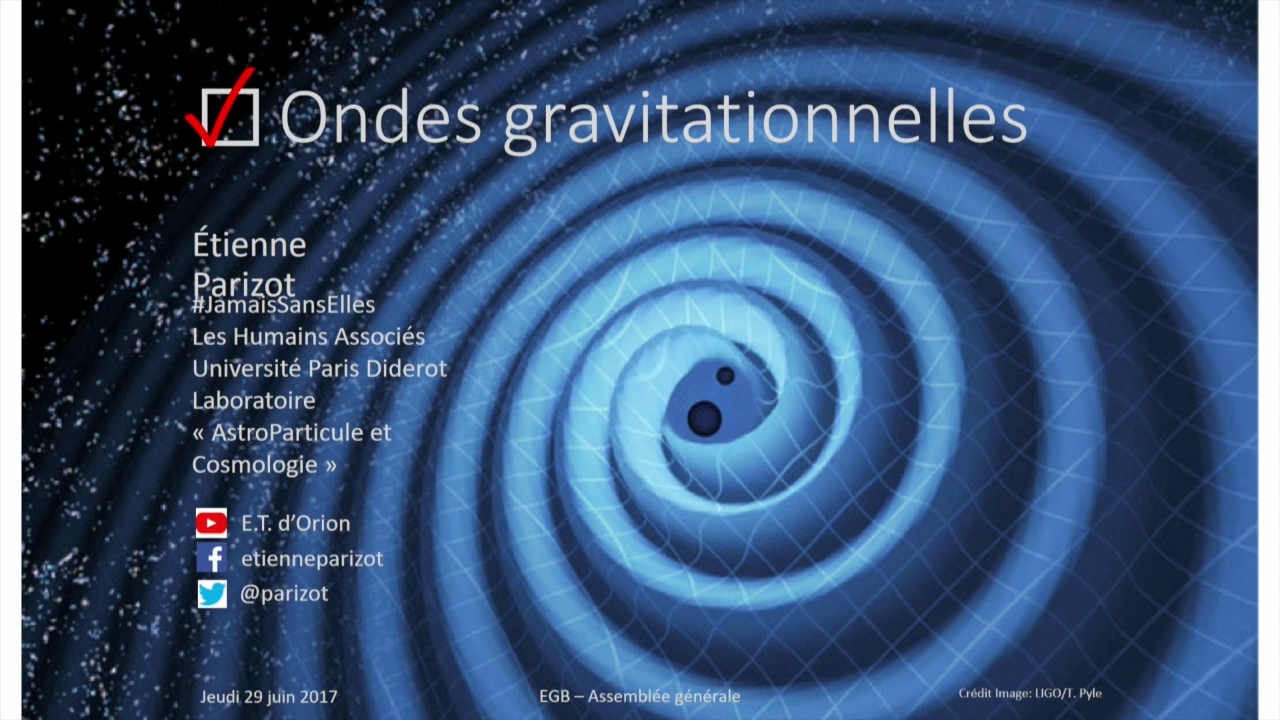 Ondes gravitationnelles
Étienne
Parizot
#JamaisSansElles
Les Humains Associés
Université Paris Diderot
Laboratoire
« AstroParticule et
Cosmologie »
E.T. d’Orion
etienneparizot
@parizot
Jeudi 29 juin 2017
EGB – Assemblée générale
Crédit Image: LIGO/T. Pyle